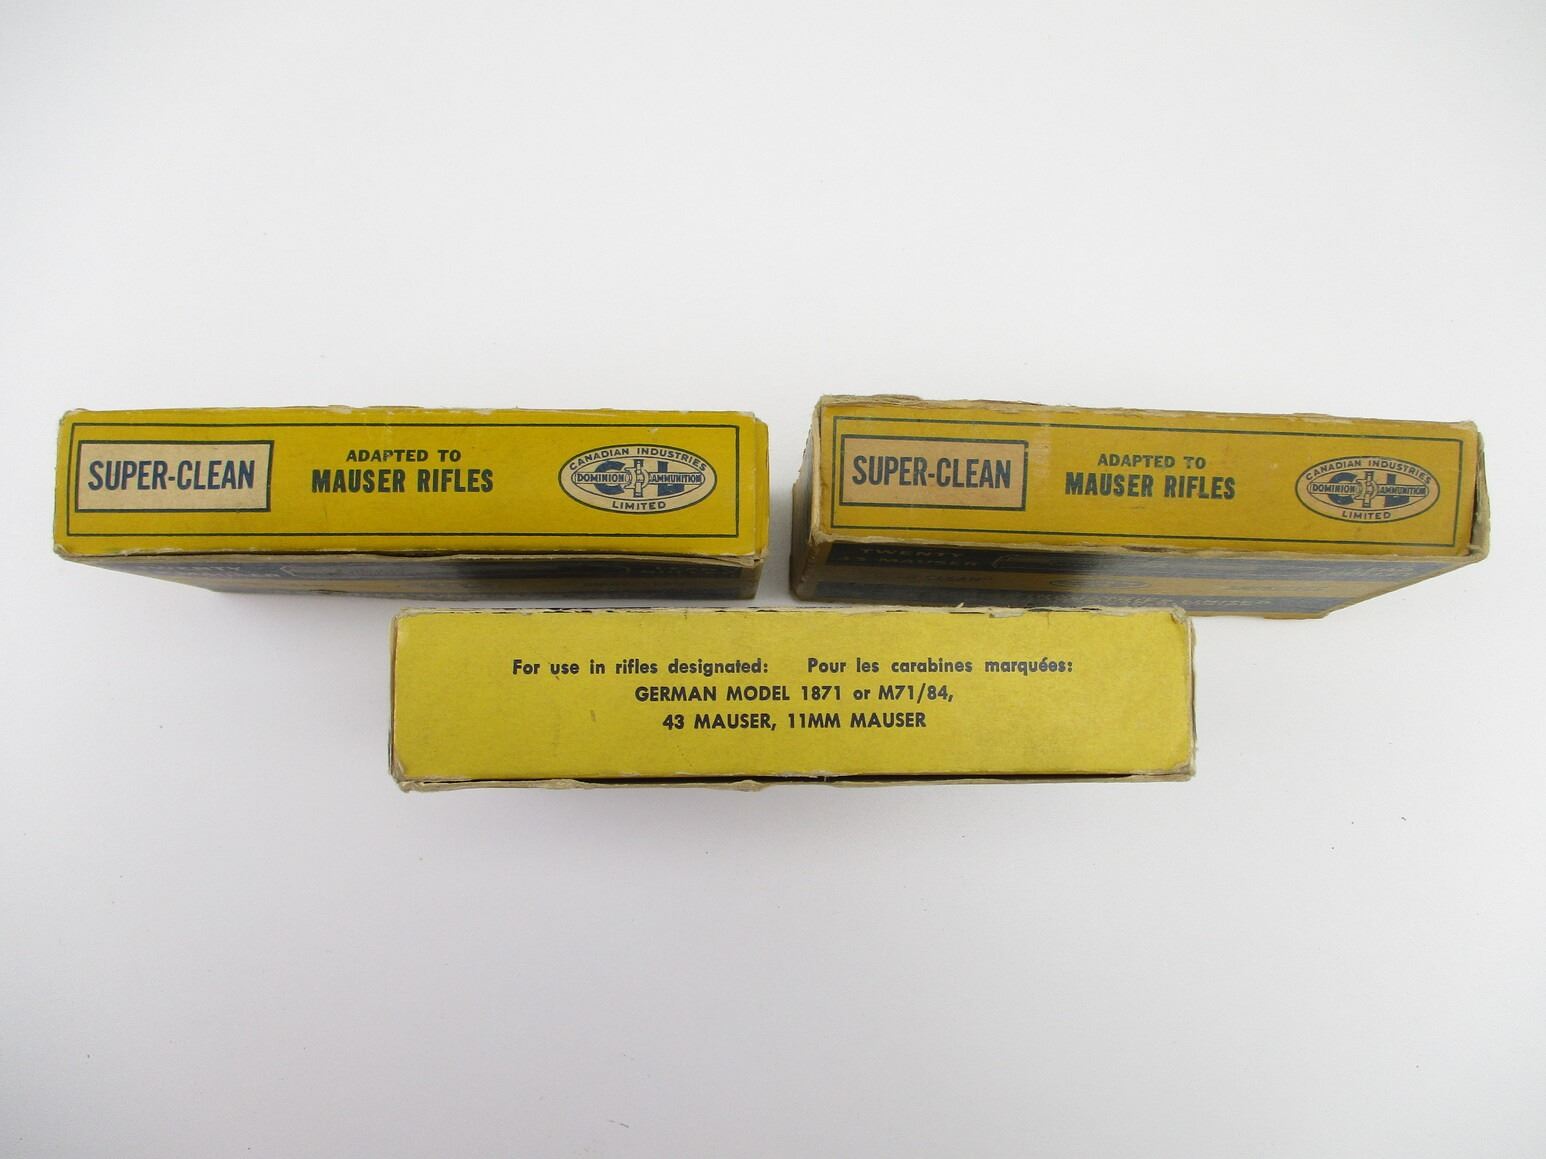 SUPER-CLEAN
ADAPTED TO
MAUSER RIFLES
CANADIAN INDUSTRIES
DOMINION CIL AMMUNITION
LIMITED
SUPER-CLEAN
ADAPTED TO
MAUSER RIFLES
CANADIAN INDUSTRIES
DOMINION CIL AMMUNITION
LIMITED
TWENTY
MAUSER
For use in rifles designated: Pour les carabines marquées:
GERMAN MODEL 1871 or M71/84,
43 MAUSER, 11MM MAUSER